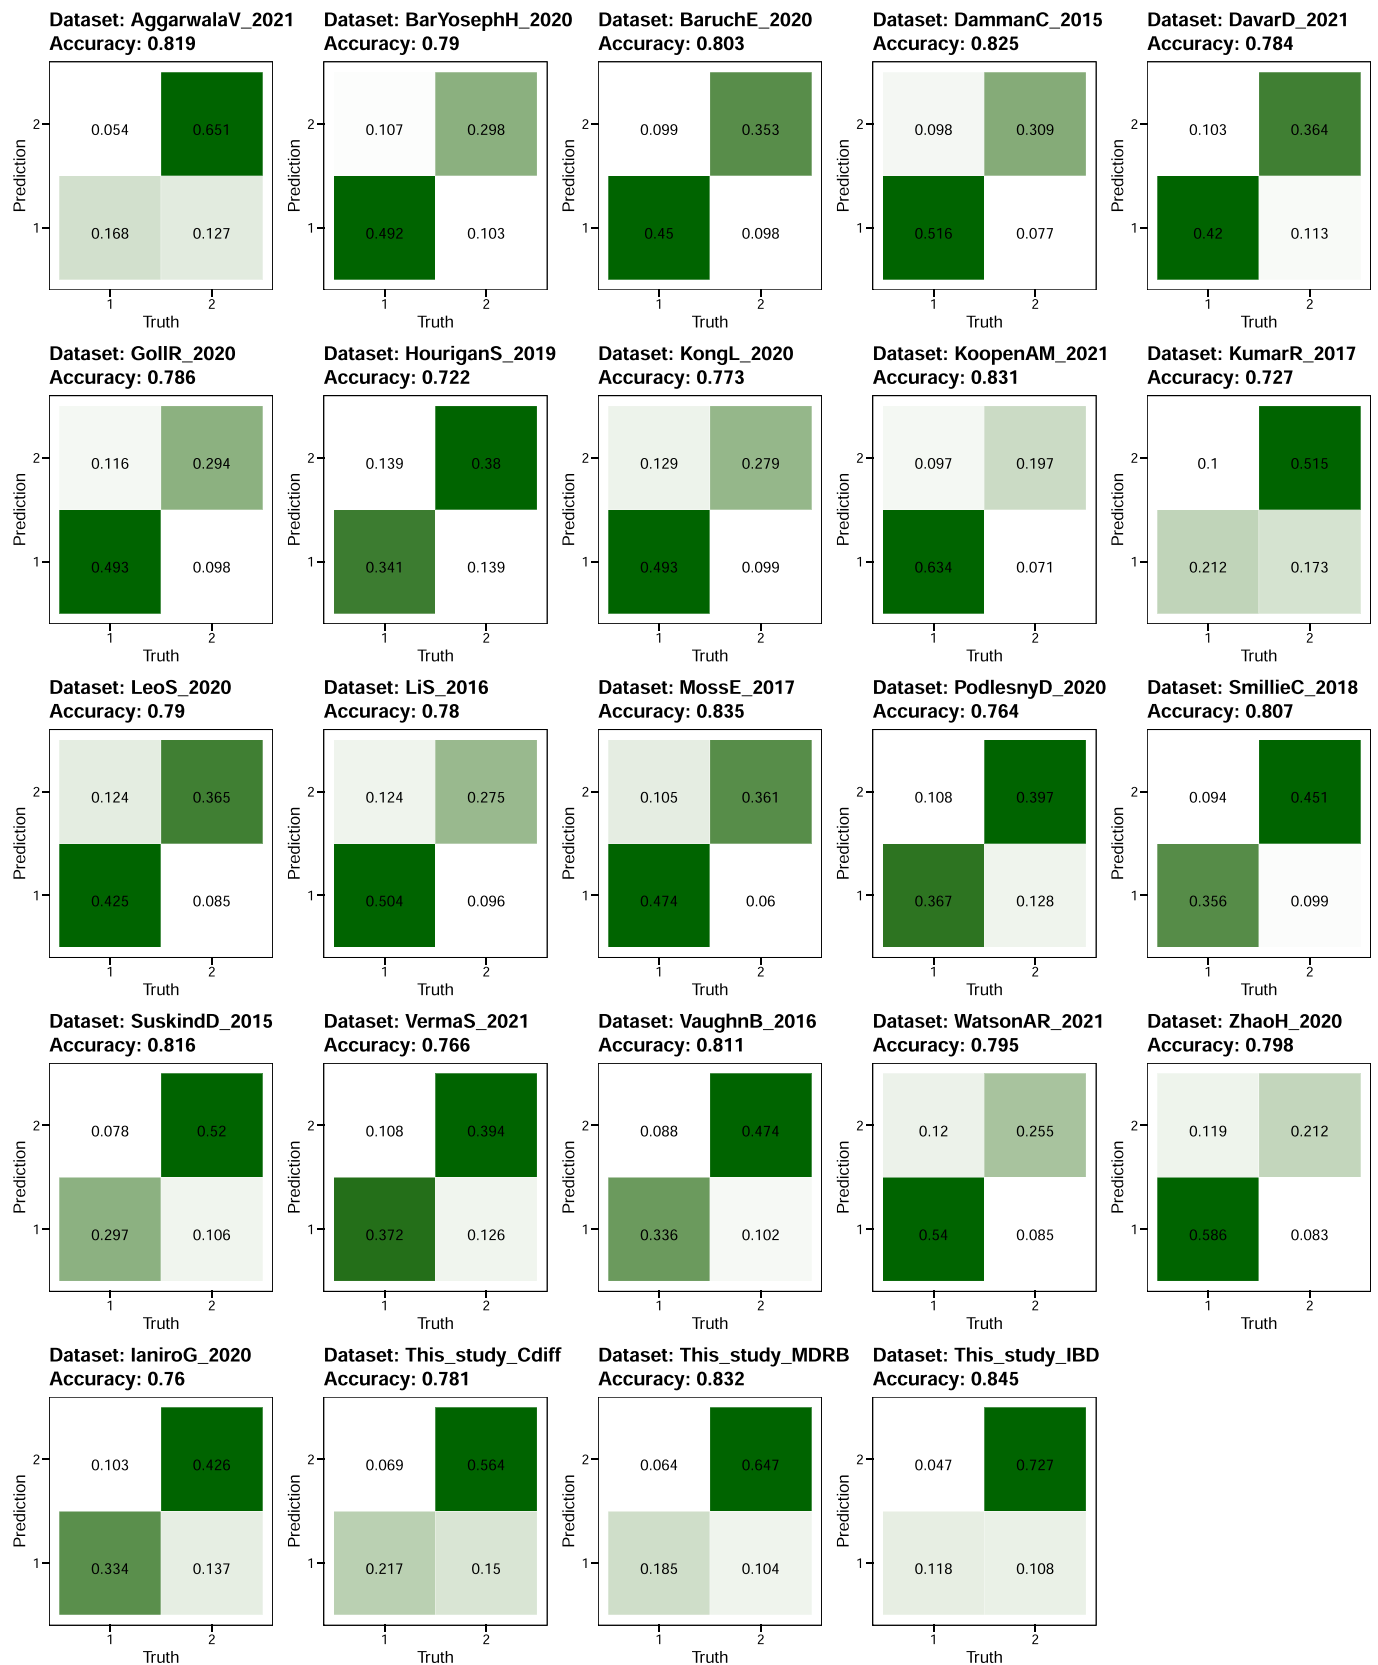 Dataset: AggarwalaV_2021
Accuracy: 0.819
Prediction
2
0.054
0.651
1
0.168
0.127
1
2
Truth
Dataset: BarYosephH_2020
Accuracy: 0.79
Prediction
2
0.107
0.298
1
0.492
0.103
1
2
Truth
Dataset: BaruchE_2020
Accuracy: 0.803
Prediction
2
0.099
0.353
1
0.45
0.098
1
2
Truth
Dataset: DammanC_2015
Accuracy: 0.825
Prediction
2
0.098
0.309
1
0.516
0.077
1
2
Truth
Dataset: DavarD_2021
Accuracy: 0.784
Prediction
2
0.103
0.364
1
0.42
0.113
1
2
Truth
Dataset: GollR_2020
Accuracy: 0.786
Prediction
2
0.116
0.294
1
0.493
0.098
1
2
Truth
Dataset: HouriganS_2019
Accuracy: 0.722
Prediction
2
0.139
0.38
1
0.341
0.139
1
2
Truth
Dataset: KongL_2020
Accuracy: 0.773
Prediction
2
0.129
0.279
1
0.493
0.099
1
2
Truth
Dataset: KoopenAM_2021
Accuracy: 0.831
Prediction
2
0.097
0.197
1
0.634
0.071
1
2
Truth
Dataset: KumarR_2017
Accuracy: 0.727
Prediction
2
0.1
0.515
1
0.212
0.173
1
2
Truth
Dataset: LeoS_2020
Accuracy: 0.79
Prediction
2
0.124
0.365
1
0.425
0.085
1
2
Truth
Dataset: LiS_2016
Accuracy: 0.78
Prediction
2
0.124
0.275
1
0.504
0.096
1
2
Truth
Dataset: MossE_2017
Accuracy: 0.835
Prediction
2
0.105
0.361
1
0.474
0.06
1
2
Truth
Dataset: PodlesnyD_2020
Accuracy: 0.764
Prediction
2
0.108
0.397
1
0.367
0.128
1
2
Truth
Dataset: SmillieC_2018
Accuracy: 0.807
Prediction
2
0.094
0.451
1
0.356
0.099
1
2
Truth
Dataset: SuskindD_2015
Accuracy: 0.816
Prediction
2
0.078
0.52
1
0.297
0.106
1
2
Truth
Dataset: VermaS_2021
Accuracy: 0.766
Prediction
2
0.108
0.394
1
0.372
0.126
1
2
Truth
Dataset: VaughnB_2016
Accuracy: 0.811
Prediction
2
0.088
0.474
1
0.336
0.102
1
2
Truth
Dataset: WatsonAR_2021
Accuracy: 0.795
Prediction
2
0.12
0.255
1
0.54
0.085
1
2
Truth
Dataset: ZhaoH_2020
Accuracy: 0.798
Prediction
2
0.119
0.212
1
0.586
0.083
1
2
Truth
Dataset: IaniroG_2020
Accuracy: 0.76
Prediction
2
0.103
0.426
1
0.334
0.137
1
2
Truth
Dataset: This_study_Cdiff
Accuracy: 0.781
Prediction
2
0.069
0.564
1
0.217
0.15
1
2
Truth
Dataset: This_study_MDRB
Accuracy: 0.832
Prediction
2
0.064
0.647
1
0.185
0.104
1
2
Truth
Dataset: This_study_IBD
Accuracy: 0.845
Prediction
2
0.047
0.727
1
0.118
0.108
1
2
Truth